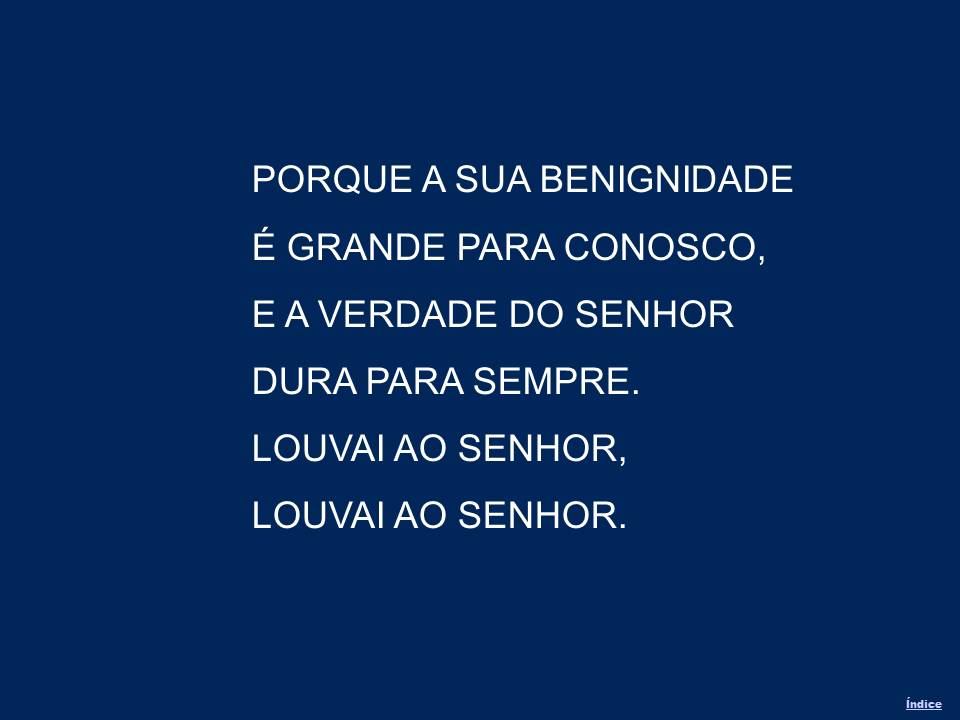 PORQUE A SUA BENIGNIDADE
É GRANDE PARA CONOSCO,
E A VERDADE DO SENHOR
DURA PARA SEMPRE.
LOUVAI AO SENHOR,
LOUVAI AO SENHOR.
Índice